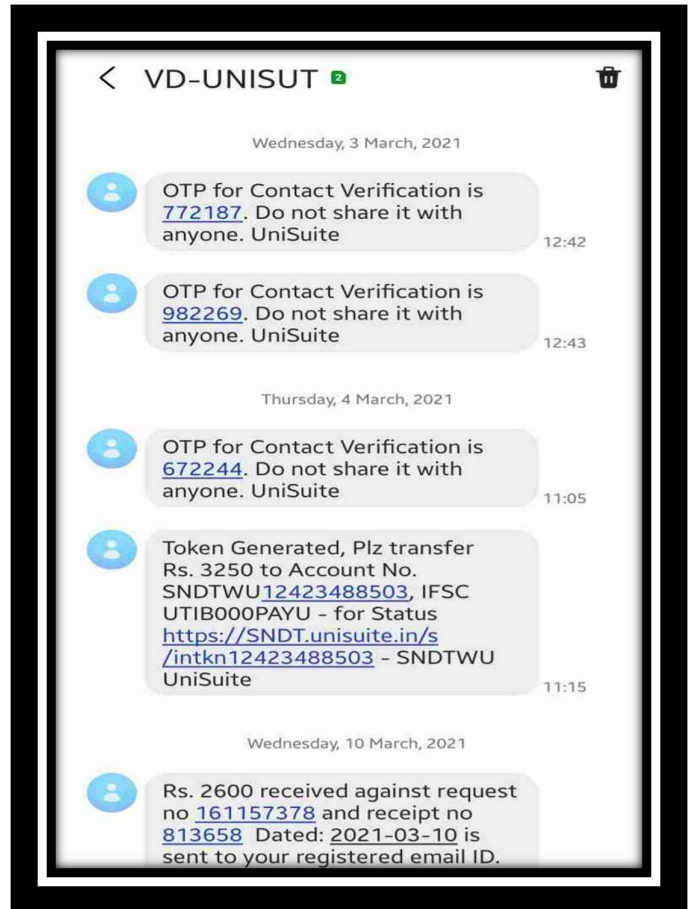 VD-UNISUT 2
Wednesday, 3 March, 2021
OTP for Contact Verification is
772187. Do not share it with
anyone. UniSuite
12:42
OTP for Contact Verification is
982269. Do not share it with
anyone. UniSuite
12:43
Thursday, 4 March, 2021
OTP for Contact Verification is
672244. Do not share it with
anyone. UniSuite
11:05
Token Generated, Plz transfer
Rs. 3250 to Account No.
SNDTWU12423488503, IFSC
UTIB000PAYU - for Status
https://SNDT.unisuite.in/s
/intkn12423488503 - SNDTWU
UniSuite
11:15
Wednesday, 10 March, 2021
Rs. 2600 received against request
no 161157378 and receipt no
813658 Dated: 2021-03-10 is
sent to your registered email ID.